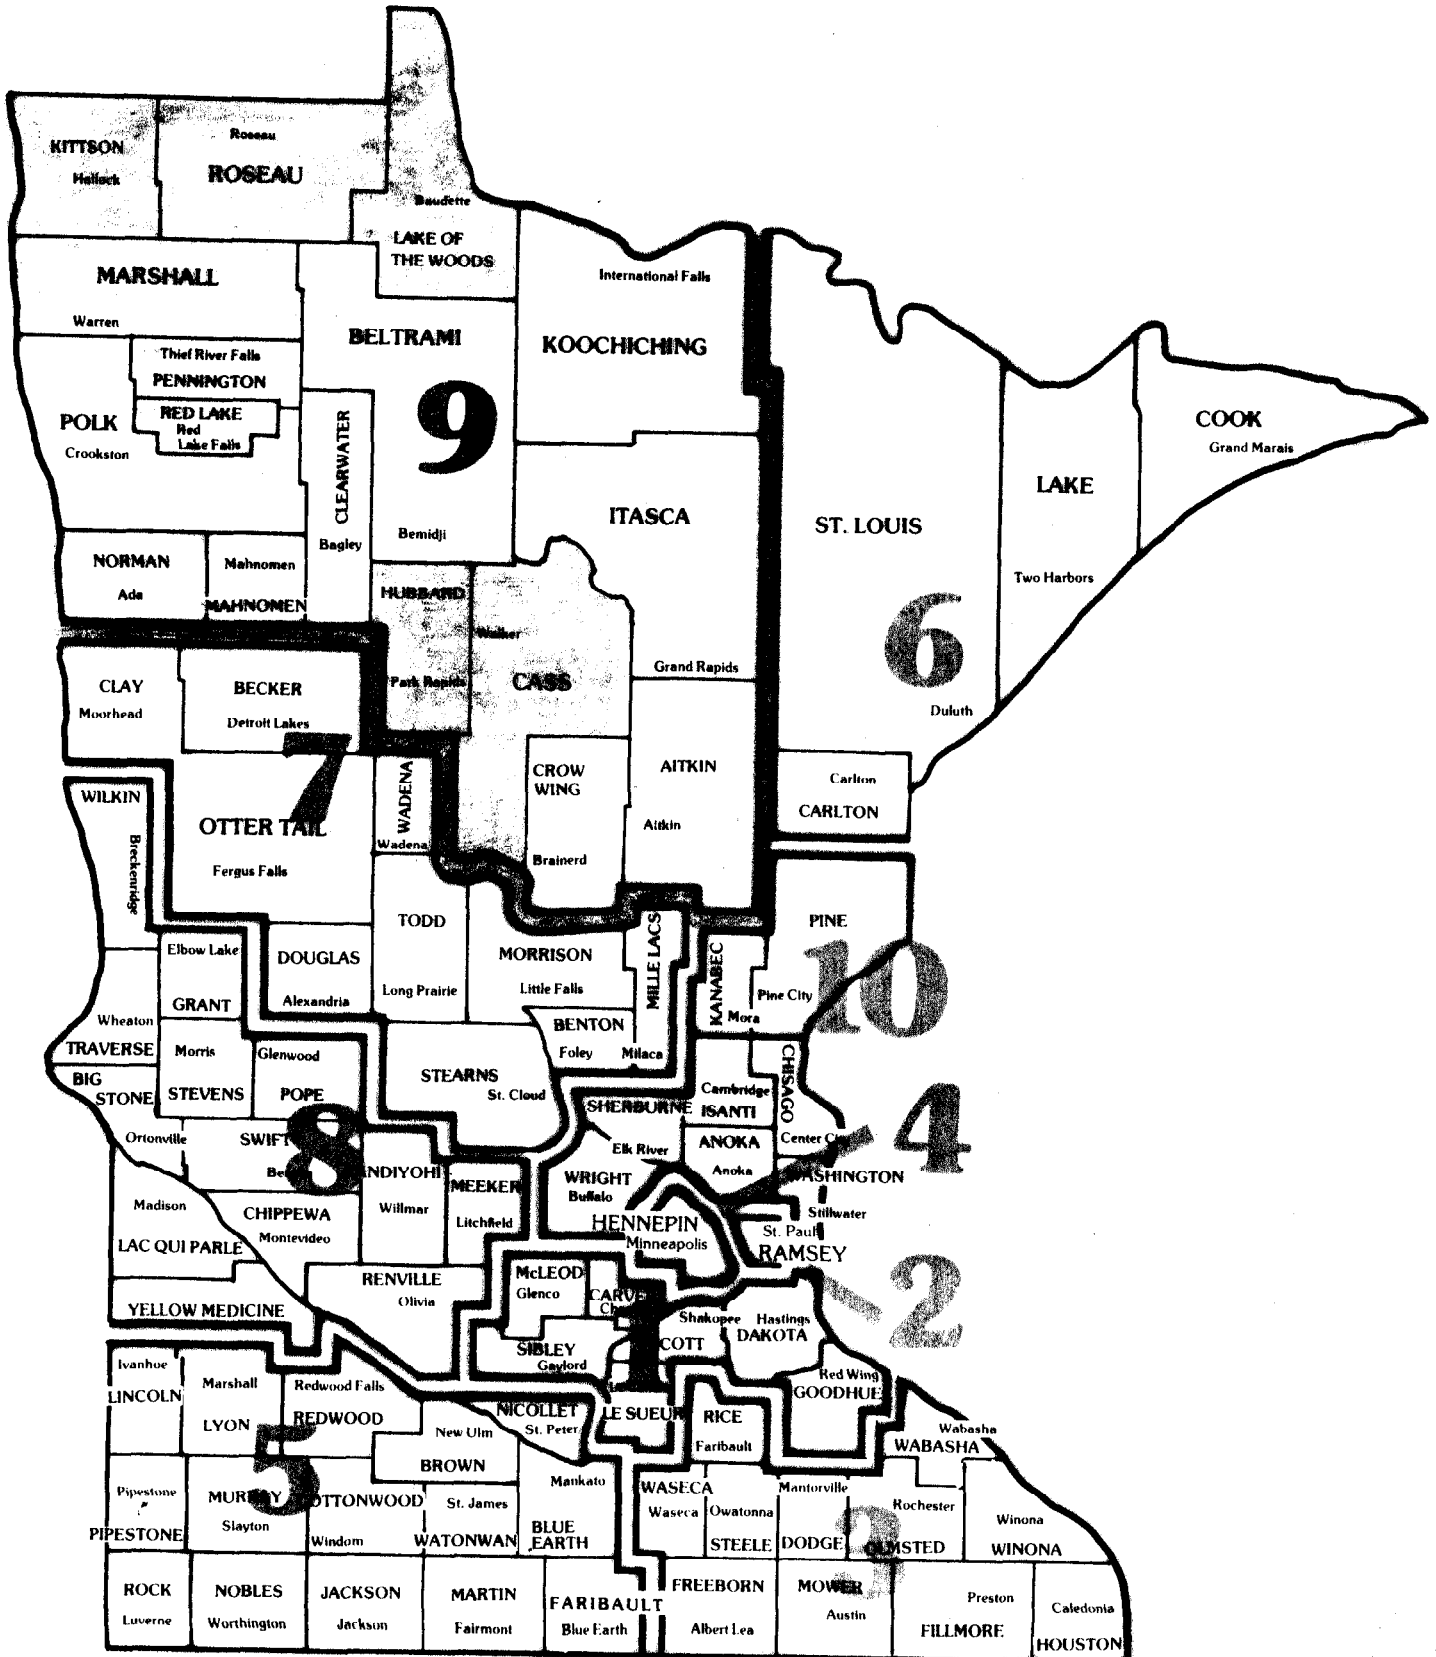 Roseau
KITTSON
Hallock
ROSEAU
Baudette
LAKE OF
THE WOODS
MARSHALL
Warren
International Falls
BELTRAMI
KOOCHICHING
Thief River Falls
PENNINGTON
RED LAKE
Red
Lake Falls
POLK
Crookston
9
CLEARWATER
Bagley
COOK
Grand Marais
LAKE
ITASCA
ST. LOUIS
Bemidji
NORMAN
Ada
Mahnomen
MAHNOMEN
HUBBARD
Two Harbors
Walker
6
Grand Rapids
CASS
Park Rapids
CLAY
Moorhead
BECKER
Detroit Lakes
Duluth
7
WADENA
Wadena
CROW
WING
AITKIN
Carlton
CARLTON
WILKIN
Breckenridge
OTTER TAIL
Aitkin
Fergus Falls
Brainerd
TODD
PINE
Elbow Lake
DOUGLAS
MORRISON
MILLE LACS
KANABEC
10
GRANT
Alexandria
Long Prairie
Little Falls
Pine City
Mora
Wheaton
TRAVERSE
Morris
Glenwood
BENTON
Foley
Milaca
BIG
STONE
STEVENS
POPE
STEARNS
St. Cloud
CHISAGO
Cambridge
ISANTI
SHERBURNE
Ortonville
SWIFT
8
ANOKA
Center City
4
Elk River
Anoka
NDIYOHI
MEEKER
WRIGHT
Buffalo
WASHINGTON
Madison
CHIPPEWA
Willmar
Litchfield
HENNEPIN
Stillwater
Montevideo
Minneapolis
St. Paul
LAC QUI PARLE
RAMSEY
RENVILLE
Olivia
McLEOD
Glenco
CARVE
YELLOW MEDICINE
2
Shakopee
Hastings
SIBLEY
Gaylord
1
COTT
DAKOTA
Ivanhoe
LINCOLN
Marshall
LYON
Redwood Falls
REDWOOD
Red Wing
GOODHUE
NICOLLET
St. Peter
LE SUEUR
RICE
Faribault
New Ulm
BROWN
Wabasha
WABASHA
5
Pipestone
PIPESTONE
MURRAY
Slayton
OTTONWOOD
Windom
St. James
WATONWAN
Mankato
BLUE
EARTH
WASECA
Waseca
Owatonna
STEELE
Mantorville
DODGE
3
Rochester
OLMSTED
Winona
WINONA
ROCK
Luverne
NOBLES
Worthington
JACKSON
Jackson
MARTIN
Fairmont
FARIBAULT
Blue Earth
FREEBORN
Albert Lea
MOWER
Austin
Preston
FILLMORE
Caledonia
HOUSTON